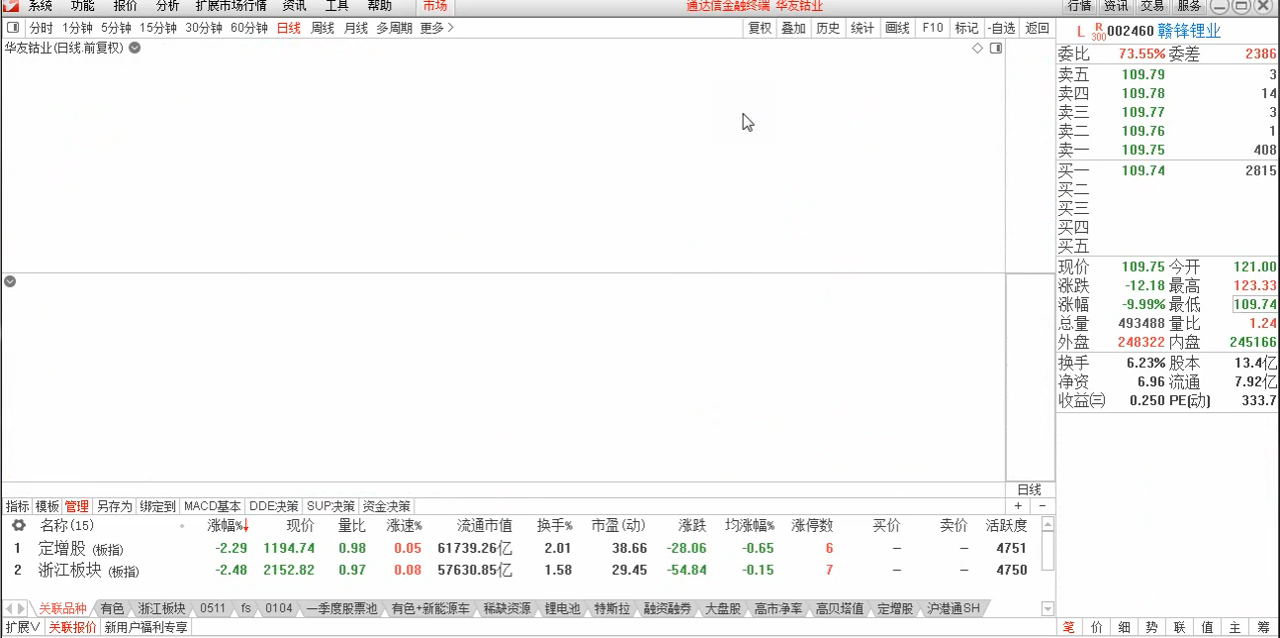 系统 功能 报价 分析 扩展市场行情 资讯 工具 帮助 市场 通达信金融终端 华友钴业 行情 资讯 交易 服务
分时 1分钟 5分钟 15分钟 30分钟 60分钟 日线 周线 月线 多周期 更多> 复权 叠加 历史 统计 画线 F10 标记 -自选 返回
L R 300 002460 赣锋锂业
华友钴业(日线.前复权)
委比 73.55% 委差 2386
卖五 109.79 3
卖四 109.78 14
卖三 109.77 3
卖二 109.76 1
卖一 109.75 408
买一 109.74 2815
买二
买三
买四
买五
现价 109.75 今开 121.00
涨跌 -12.18 最高 123.33
涨幅 -9.99% 最低 109.74
总量 493488 量比 1.24
外盘 248322 内盘 245166
换手 6.23% 股本 13.4亿
净资 6.96 流通 7.92亿
收益㈢ 0.250 PE(动) 333.7
日线
指标 模板 管理 另存为 绑定到 MACD基本 DDE决策 SUP决策 资金决策 + -
名称(15) 涨幅%↓ 现价 量比 涨速% 流通市值 换手% 市盈(动) 涨跌 均涨幅% 涨停数 买价 卖价 活跃度
1 定增股 (板指) -2.29 1194.74 0.98 0.05 61739.26亿 2.01 38.66 -28.06 -0.65 6 — — 4751
2 浙江板块 (板指) -2.48 2152.82 0.97 0.08 57630.85亿 1.58 29.45 -54.84 -0.15 7 — — 4750
关联品种 有色 浙江板块 0511 fs 0104 一季度股票池 有色+新能源车 稀缺资源 锂电池 特斯拉 融资融券 大盘股 高市净率 高贝塔值 定增股 沪港通SH
扩展∨ 关联报价 新用户福利专享 笔 价 细 势 联 值 主 筹